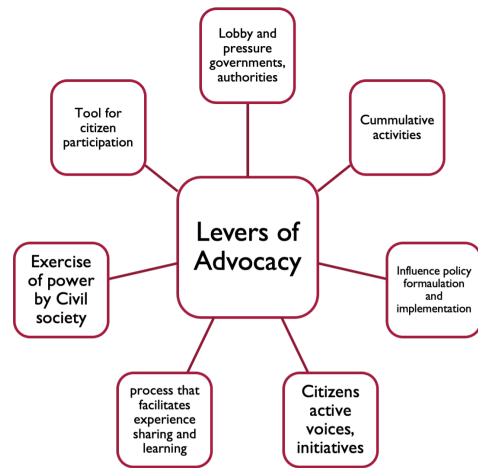 Lobby and
pressure
governments,
authorities
Tool for
citizen
participation
Cummulative
activities
Levers of
Advocacy
Exercise
of power
by Civil
society
Influence policy
formaulation
and
implementation
process that
facilitates
experience
sharing and
learning
Citizens
active
voices,
initiatives